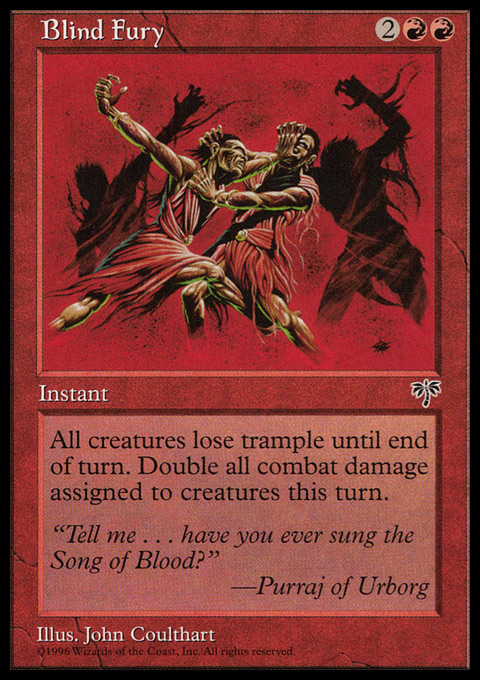 Blind Fury 2
Instant
All creatures lose trample until end
of turn. Double all combat damage
assigned to creatures this turn.
“Tell me . . . have you ever sung the
Song of Blood?”
—Purraj of Urborg
Illus. John Coulthart
©1996 Wizards of the Coast, Inc. All rights reserved.